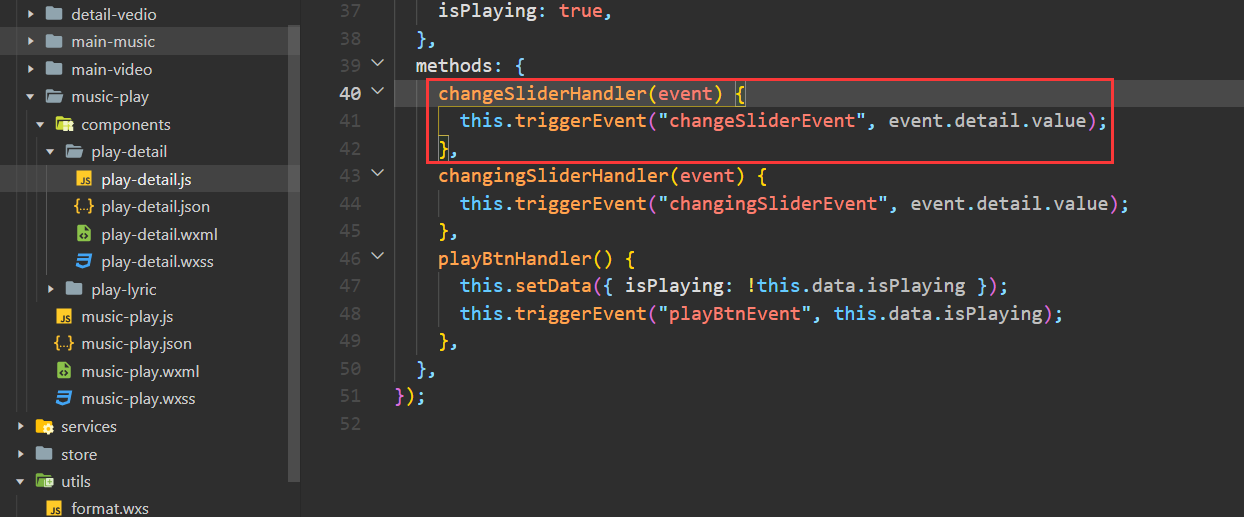 detail-vedio
main-music
main-video
music-play
components
play-detail
play-detail.js
play-detail.json
play-detail.wxml
play-detail.wxss
play-lyric
music-play.js
music-play.json
music-play.wxml
music-play.wxss
services
store
utils
format.wxs
37 isPlaying: true,
38 },
39 methods: {
40 changeSliderHandler(event) {
41 this.triggerEvent("changeSliderEvent", event.detail.value);
42 },
43 changingSliderHandler(event) {
44 this.triggerEvent("changingSliderEvent", event.detail.value);
45 },
46 playBtnHandler() {
47 this.setData({ isPlaying: !this.data.isPlaying });
48 this.triggerEvent("playBtnEvent", this.data.isPlaying);
49 },
50 },
51 });
52